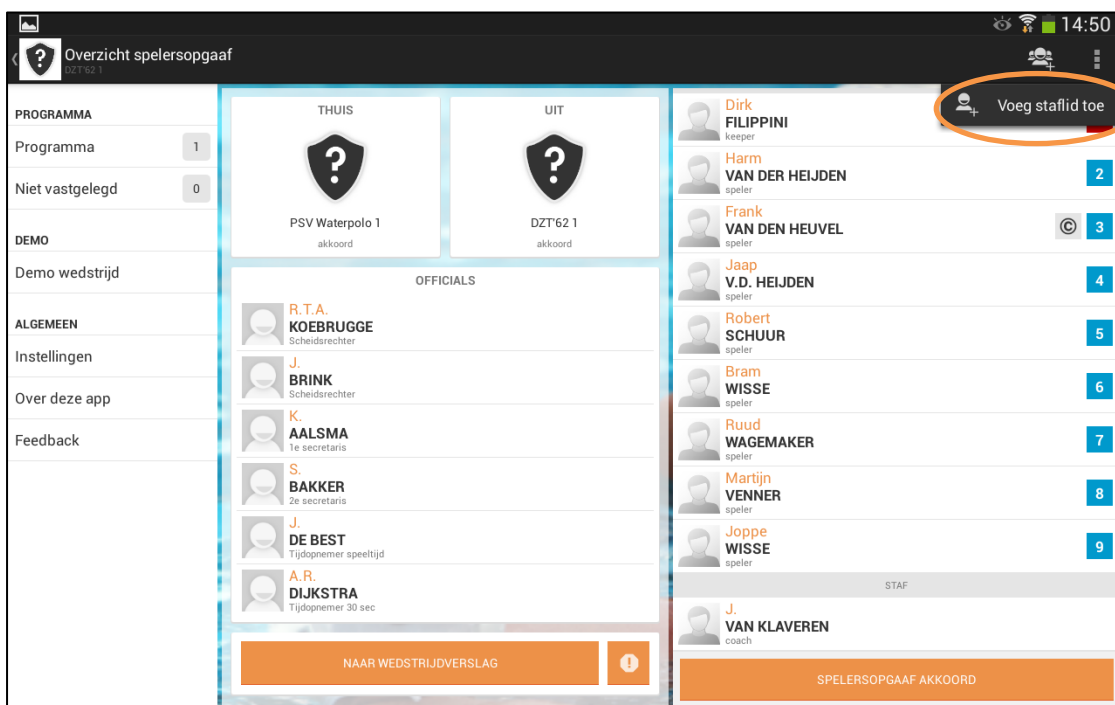 14:50
Overzicht spelersopgaaf
DZT'62 1
Voeg staflid toe
PROGRAMMA
Programma 1
Niet vastgelegd 0
DEMO
Demo wedstrijd
ALGEMEEN
Instellingen
Over deze app
Feedback
THUIS
?
PSV Waterpolo 1
akkoord
UIT
?
DZT'62 1
akkoord
OFFICIALS
R.T.A.
KOEBRUGGE
Scheidsrechter
J.
BRINK
Scheidsrechter
K.
AALSMA
1e secretaris
S.
BAKKER
2e secretaris
J.
DE BEST
Tijdopnemer speeltijd
A.R.
DIJKSTRA
Tijdopnemer 30 sec
NAAR WEDSTRIJDVERSLAG
Dirk
FILIPPINI
keeper
Harm
VAN DER HEIJDEN 2
speler
Frank
VAN DEN HEUVEL © 3
speler
Jaap
V.D. HEIJDEN 4
speler
Robert
SCHUUR 5
speler
Bram
WISSE 6
speler
Ruud
WAGEMAKER 7
speler
Martijn
VENNER 8
speler
Joppe
WISSE 9
speler
STAF
J.
VAN KLAVEREN
coach
SPELERSOPGAAF AKKOORD